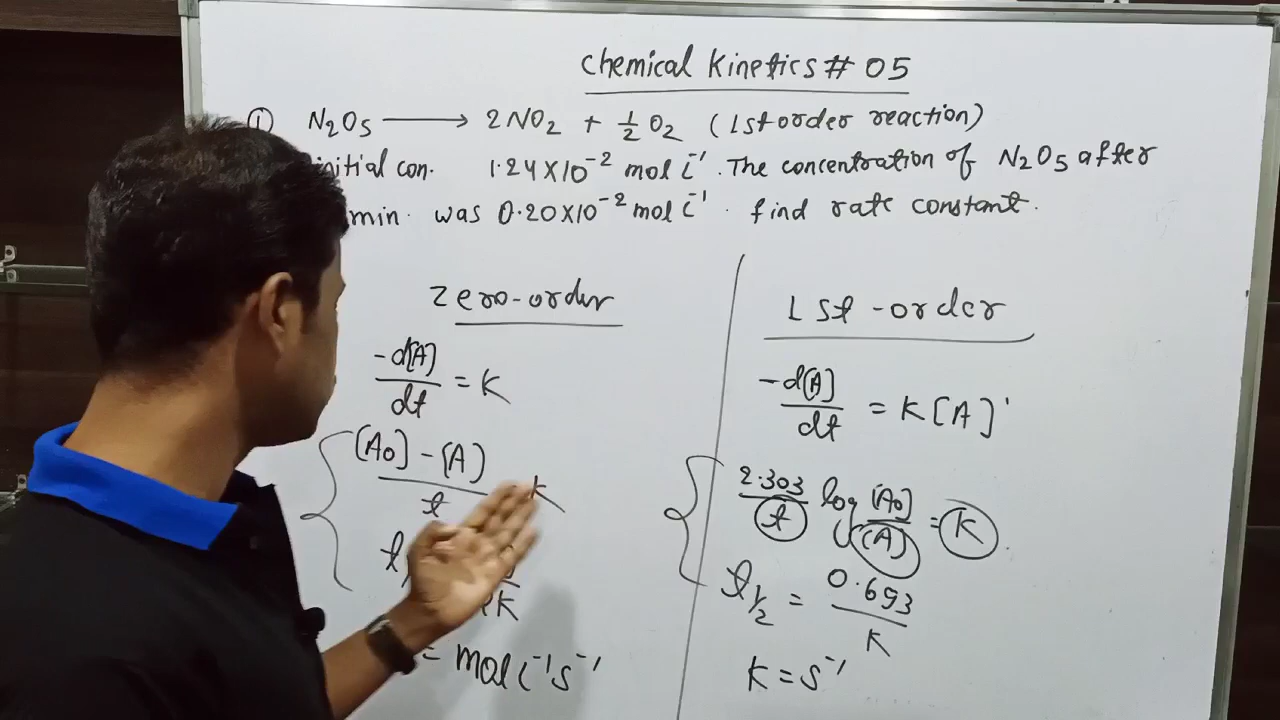 Chemical Kinetics # 05
① N₂O₅ ⟶ 2NO₂ + ½ O₂ (1st order reaction)
initial con. 1.24×10⁻² mol L⁻¹. The concentration of N₂O₅ after
min. was 0.20×10⁻² mol L⁻¹. find rate constant.
Zero-order
-d[A]/dt = K
[A₀] - [A] / t = K
2K
= mol L⁻¹ s⁻¹
1st-order
-d[A]/dt = K[A]¹
2.303/t log [A₀]/[A] = K
t½ = 0.693/K
K = s⁻¹